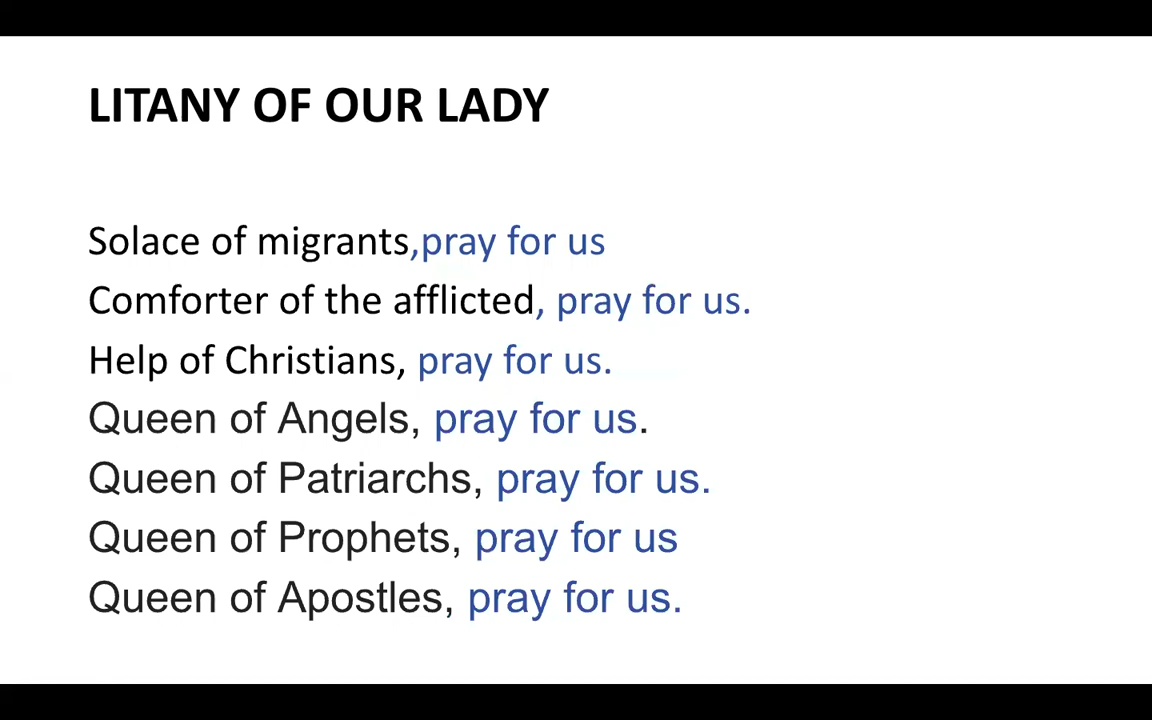 LITANY OF OUR LADY
Solace of migrants,pray for us
Comforter of the afflicted, pray for us.
Help of Christians, pray for us.
Queen of Angels, pray for us.
Queen of Patriarchs, pray for us.
Queen of Prophets, pray for us
Queen of Apostles, pray for us.